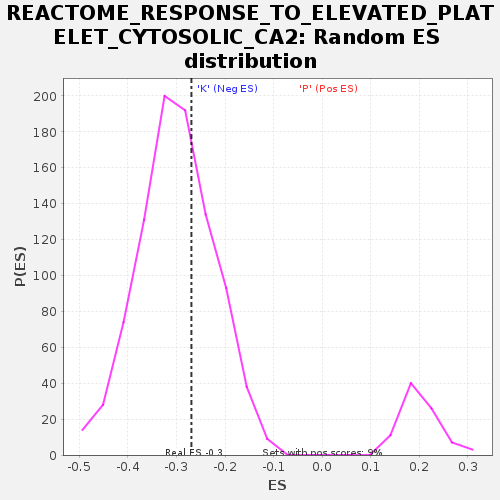 REACTOME_RESPONSE_TO_ELEVATED_PLAT
ELET_CYTOSOLIC_CA2: Random ES
distribution
'K' (Neg ES) 'P' (Pos ES)
200
180
160
140
120
100
80
60
40
20
0
P(ES)
Real ES -0.3 Sets with pos scores: 9%
-0.5 -0.4 -0.3 -0.2 -0.1 0.0 0.1 0.2 0.3
ES